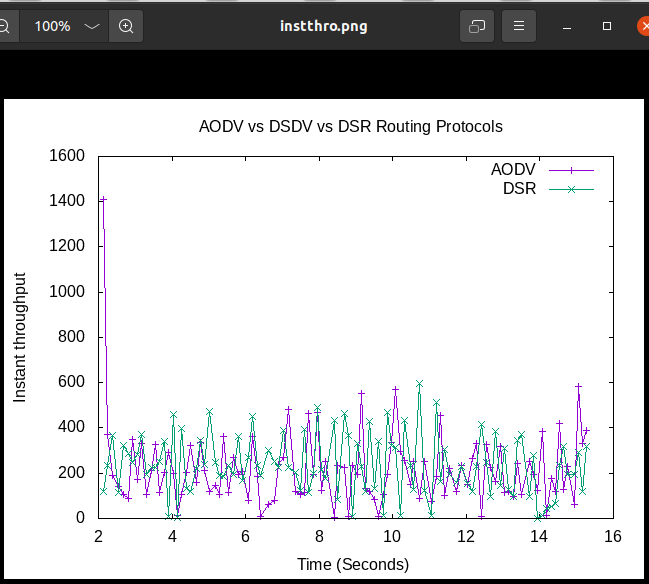 100%
instthro.png
AODV vs DSDV vs DSR Routing Protocols
1600
1400
1200
1000
800
600
400
200
0
AODV
DSR
Instant throughput
2 4 6 8 10 12 14 16
Time (Seconds)